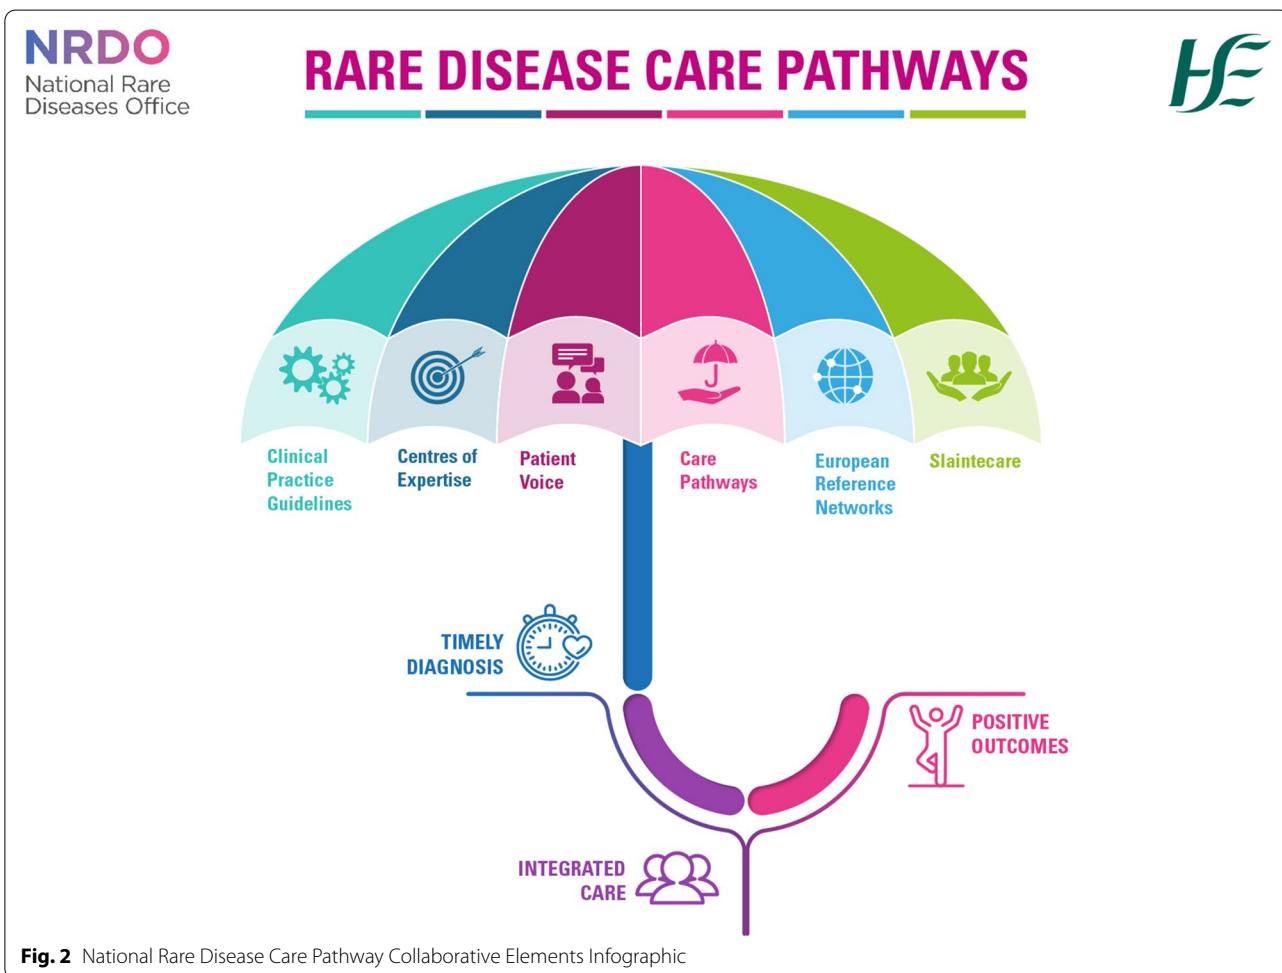 NRDO
National Rare
Diseases Office
RARE DISEASE CARE PATHWAYS
HSE
Clinical
Practice
Guidelines
Centres of
Expertise
Patient
Voice
Care
Pathways
European
Reference
Networks
Slaintecare
TIMELY
DIAGNOSIS
POSITIVE
OUTCOMES
INTEGRATED
CARE
Fig. 2 National Rare Disease Care Pathway Collaborative Elements Infographic